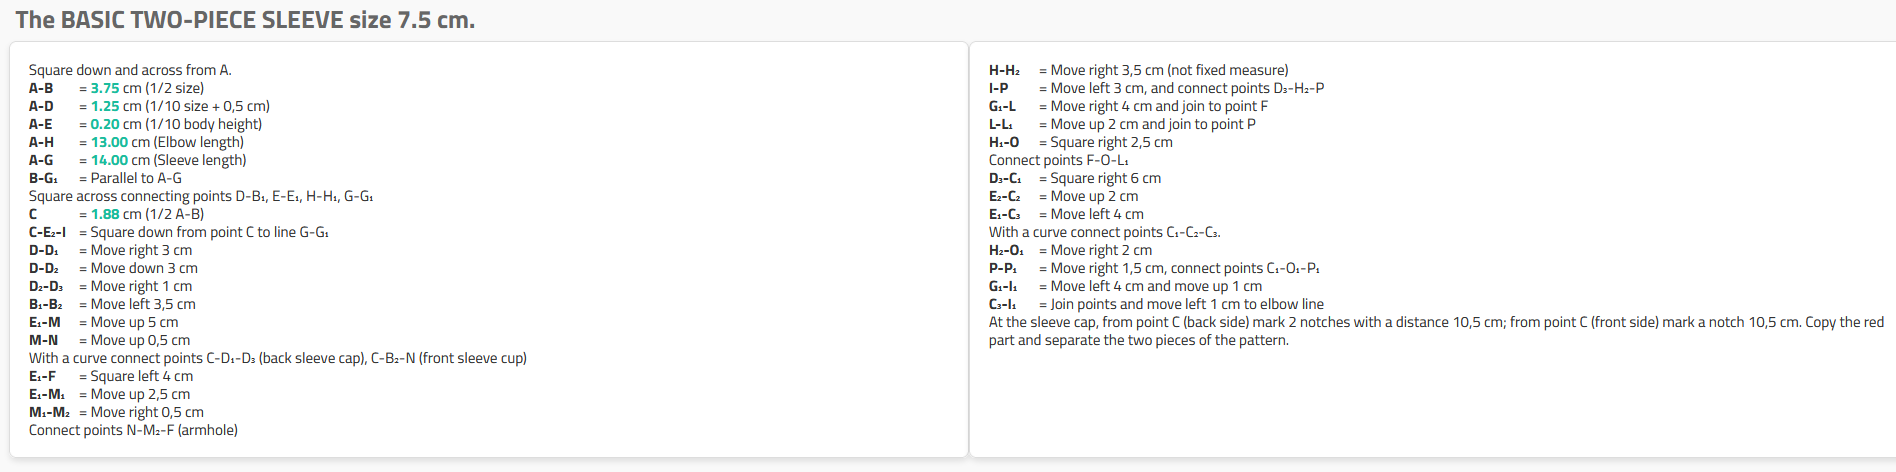 The BASIC TWO-PIECE SLEEVE size 7.5 cm.
Square down and across from A.
A-B = 3.75 cm (1/2 size)
A-D = 1.25 cm (1/10 size + 0,5 cm)
A-E = 0.20 cm (1/10 body height)
A-H = 13.00 cm (Elbow length)
A-G = 14.00 cm (Sleeve length)
B-G₁ = Parallel to A-G
Square across connecting points D-B₁, E-E₁, H-H₁, G-G₁
C = 1.88 cm (1/2 A-B)
C-E₂-I = Square down from point C to line G-G₁
D-D₁ = Move right 3 cm
D-D₂ = Move down 3 cm
D₂-D₃ = Move right 1 cm
B₁-B₂ = Move left 3,5 cm
E₁-M = Move up 5 cm
M-N = Move up 0,5 cm
With a curve connect points C-D₁-D₃ (back sleeve cap), C-B₂-N (front sleeve cup)
E₁-F = Square left 4 cm
E₁-M₁ = Move up 2,5 cm
M₁-M₂ = Move right 0,5 cm
Connect points N-M₂-F (armhole)
H-H₂ = Move right 3,5 cm (not fixed measure)
I-P = Move left 3 cm, and connect points D₃-H₂-P
G₁-L = Move right 4 cm and join to point F
L-L₁ = Move up 2 cm and join to point P
H₁-O = Square right 2,5 cm
Connect points F-O-L₁
D₃-C₁ = Square right 6 cm
E₂-C₂ = Move up 2 cm
E₁-C₃ = Move left 4 cm
With a curve connect points C₁-C₂-C₃.
H₂-O₁ = Move right 2 cm
P-P₁ = Move right 1,5 cm, connect points C₁-O₁-P₁
G₁-I₁ = Move left 4 cm and move up 1 cm
C₃-I₁ = Join points and move left 1 cm to elbow line
At the sleeve cap, from point C (back side) mark 2 notches with a distance 10,5 cm; from point C (front side) mark a notch 10,5 cm. Copy the red
part and separate the two pieces of the pattern.